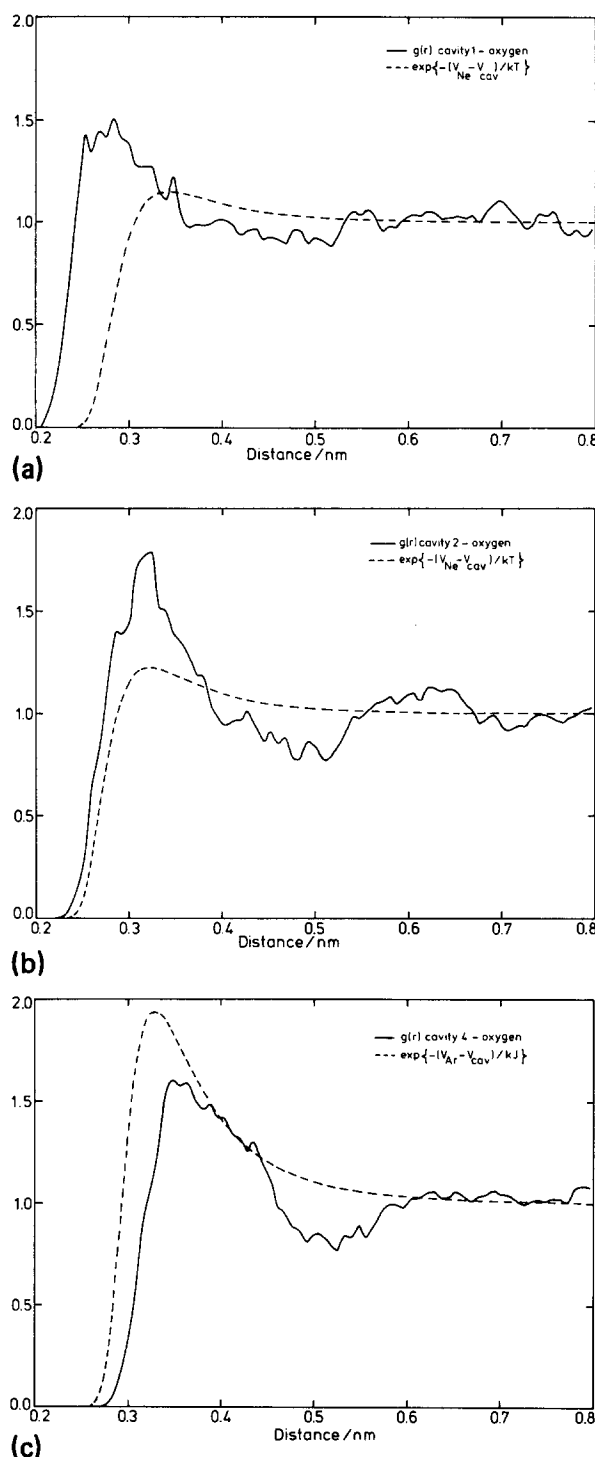 2.0
1.5
1.0
0.5
0.0
g(r) cavity 1 - oxygen
exp{-(V_Ne - V_cav)/kT}
0.2 0.3 0.4 0.5 0.6 0.7 0.8
Distance/nm
(a)
2.0
1.5
1.0
0.5
0.0
g(r) cavity 2 - oxygen
exp{-(V_Ne - V_cav)/kT}
0.2 0.3 0.4 0.5 0.6 0.7 0.8
Distance/nm
(b)
2.0
1.5
1.0
0.5
0.0
g(r) cavity 4 - oxygen
exp{-(V_Ar - V_cav)/kJ}
0.2 0.3 0.4 0.5 0.6 0.7 0.8
Distance/nm
(c)